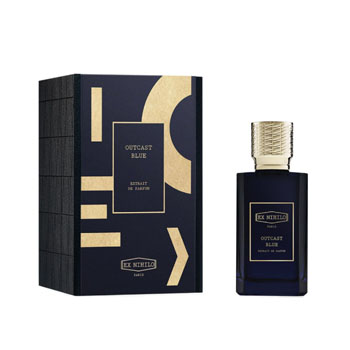 OUTCAST
BLUE
EXTRAIT
DE PARFUM
EX NIHILO
PARIS
EX NIHILO
PARIS
OUTCAST
BLUE
EXTRAIT DE PARFUM